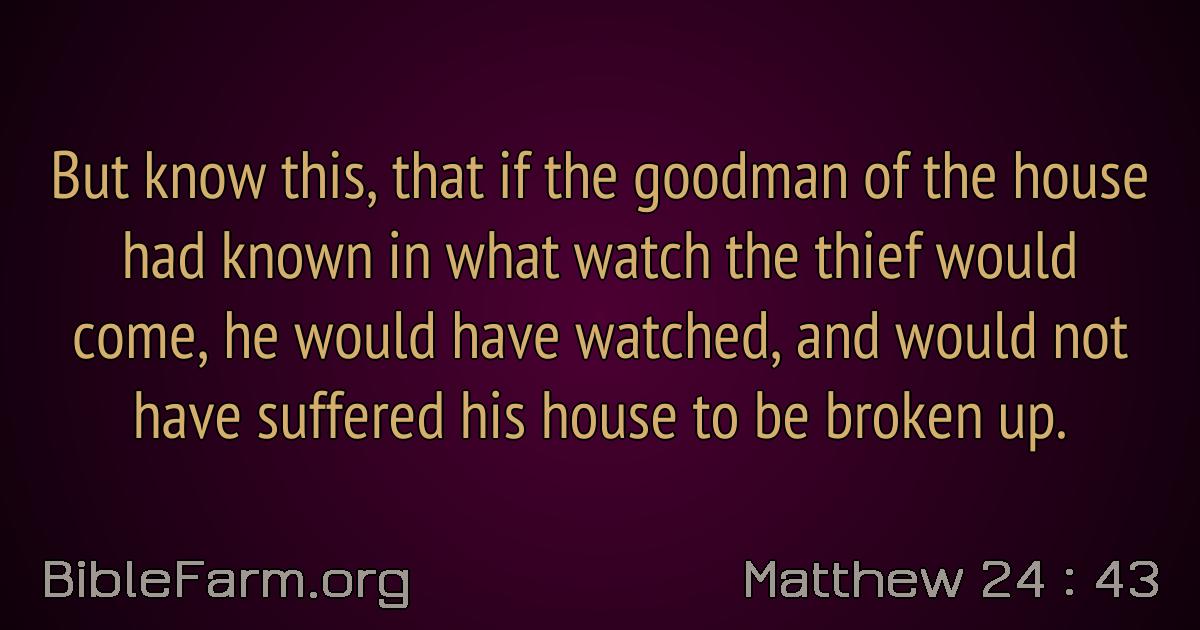 But know this, that if the goodman of the house
had known in what watch the thief would
come, he would have watched, and would not
have suffered his house to be broken up.
BibleFarm.org
Matthew 24 : 43